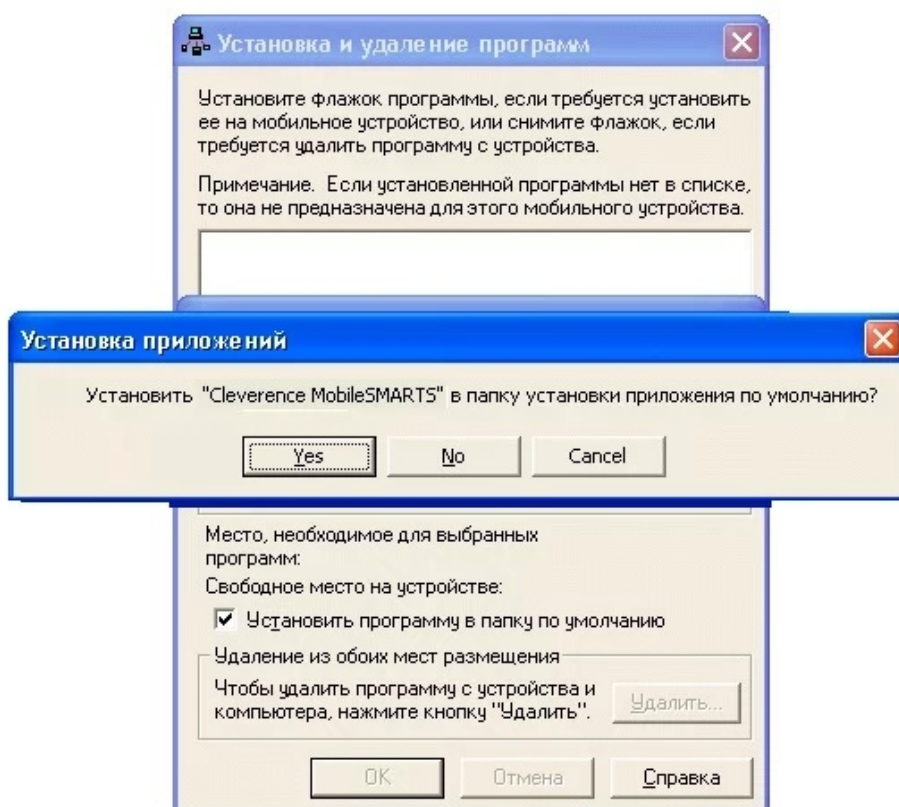 Установка и удаление программ
Установите флажок программы, если требуется установить
ее на мобильное устройство, или снимите флажок, если
требуется удалить программу с устройства.
Примечание. Если установленной программы нет в списке,
то она не предназначена для этого мобильного устройства.
Установка приложений
Установить "Cleverence MobileSMARTS" в папку установки приложения по умолчанию?
Yes
No
Cancel
Место, необходимое для выбранных
программ:
Свободное место на устройстве:
Установить программу в папку по умолчанию
Удаление из обоих мест размещения
Чтобы удалить программу с устройства и
компьютера, нажмите кнопку "Удалить".
Удалить...
OK
Отмена
Справка